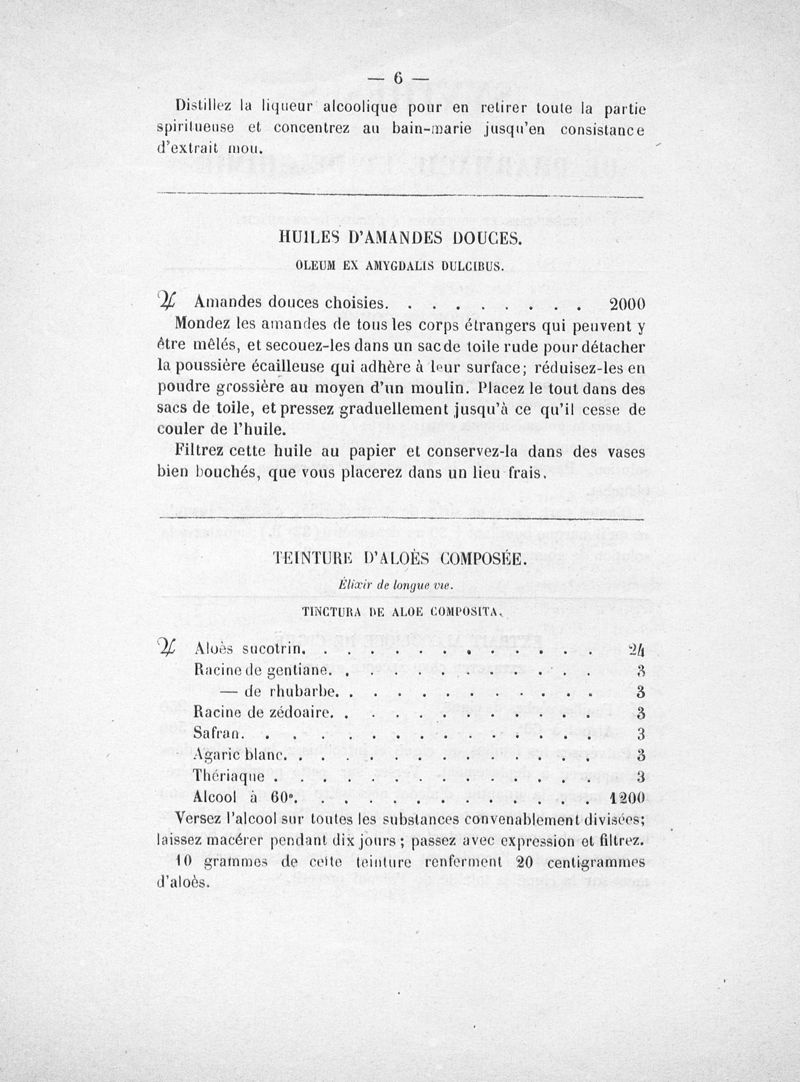 — 6 —
Distillez la liqueur alcoolique pour en retirer toute la partie
spiritueuse et concentrez au bain-marie jusqu'en consistance
d'extrait mou.
HUILES D'AMANDES DOUCES.
OLEUM EX AMYGDALIS DULCIBUS.
♃ Amandes douces choisies. . . . . . . . . 2000
Mondez les amandes de tous les corps étrangers qui peuvent y
être mêlés, et secouez-les dans un sac de toile rude pour détacher
la poussière écailleuse qui adhère à leur surface; réduisez-les en
poudre grossière au moyen d'un moulin. Placez le tout dans des
sacs de toile, et pressez graduellement jusqu'à ce qu'il cesse de
couler de l'huile.
Filtrez cette huile au papier et conservez-la dans des vases
bien bouchés, que vous placerez dans un lieu frais.
TEINTURE D'ALOÈS COMPOSÉE.
Élixir de longue vie.
TINCTURA DE ALOE COMPOSITA.
♃ Aloès sucotrin. . . . . . . . . . . . . 24
Racine de gentiane. . . . . . . . . . . . 3
— de rhubarbe. . . . . . . . . . . . 3
Racine de zédoaire. . . . . . . . . . . . 3
Safran. . . . . . . . . . . . . . . . 3
Agaric blanc. . . . . . . . . . . . . . 3
Thériaque . . . . . . . . . . . . . . 3
Alcool à 60°. . . . . . . . . . . . . 1200
Versez l'alcool sur toutes les substances convenablement divisées;
laissez macérer pendant dix jours; passez avec expression et filtrez.
10 grammes de cette teinture renferment 20 centigrammes
d'aloès.